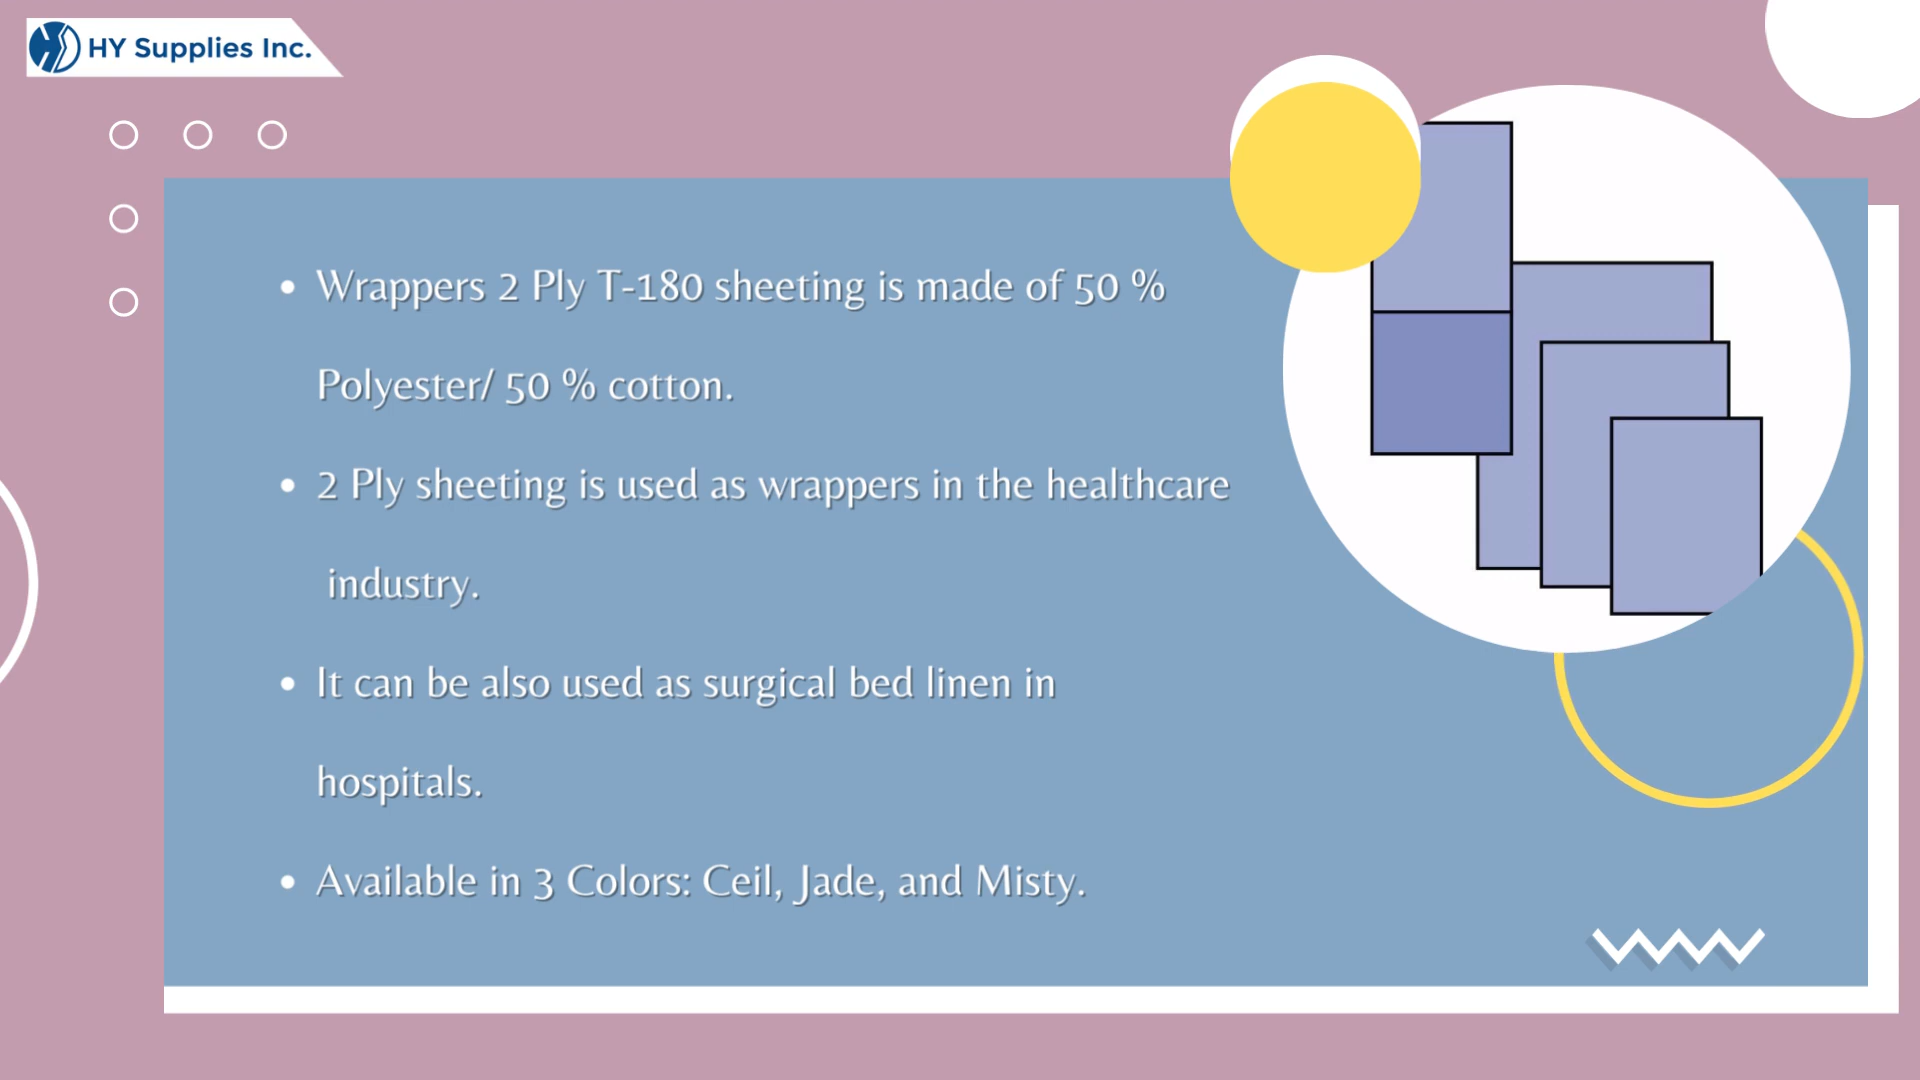 HY Supplies Inc.
• Wrappers 2 Ply T-180 sheeting is made of 50 %
Polyester/ 50 % cotton.
• 2 Ply sheeting is used as wrappers in the healthcare
industry.
• It can be also used as surgical bed linen in
hospitals.
• Available in 3 Colors: Ceil, Jade, and Misty.